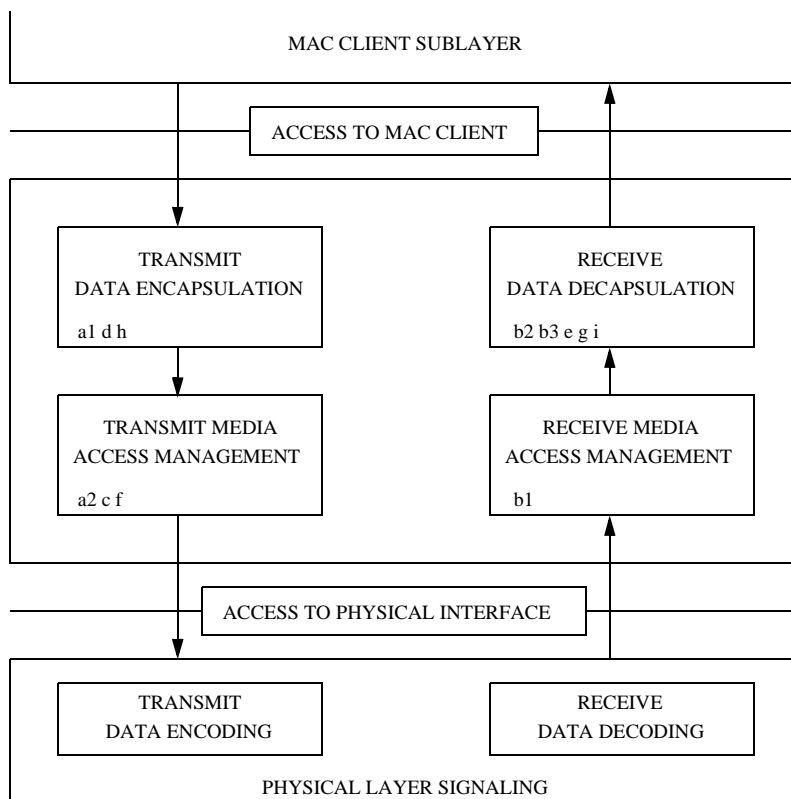 MAC CLIENT SUBLAYER
ACCESS TO MAC CLIENT
TRANSMIT
DATA ENCAPSULATION
a1 d h
RECEIVE
DATA DECAPSULATION
b2 b3 e g i
TRANSMIT MEDIA
ACCESS MANAGEMENT
a2 c f
RECEIVE MEDIA
ACCESS MANAGEMENT
b1
ACCESS TO PHYSICAL INTERFACE
TRANSMIT
DATA ENCODING
RECEIVE
DATA DECODING
PHYSICAL LAYER SIGNALING